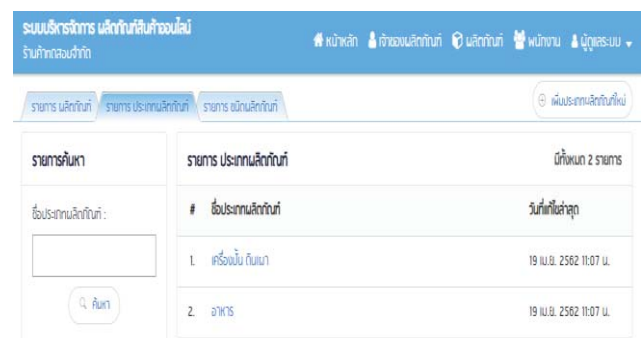 ระบบบริหารจัดการ ผลิตภัณฑ์สินค้าออนไลน์
ร้านค้าทดสอบจำกัด
หน้าหลัก เจ้าของผลิตภัณฑ์ ผลิตภัณฑ์ พนักงาน ผู้ดูแลระบบ
รายการ ผลิตภัณฑ์ รายการ ประเภทผลิตภัณฑ์ รายการ ชนิดผลิตภัณฑ์
เพิ่มประเภทผลิตภัณฑ์ใหม่
รายการค้นหา
ชื่อประเภทผลิตภัณฑ์ :
ค้นหา
รายการ ประเภทผลิตภัณฑ์ มีทั้งหมด 2 รายการ
# ชื่อประเภทผลิตภัณฑ์ วันที่แก้ไขล่าสุด
1. เครื่องปั้น ดินเผา 19 เม.ย. 2562 11:07 น.
2. อาหาร 19 เม.ย. 2562 11:07 น.